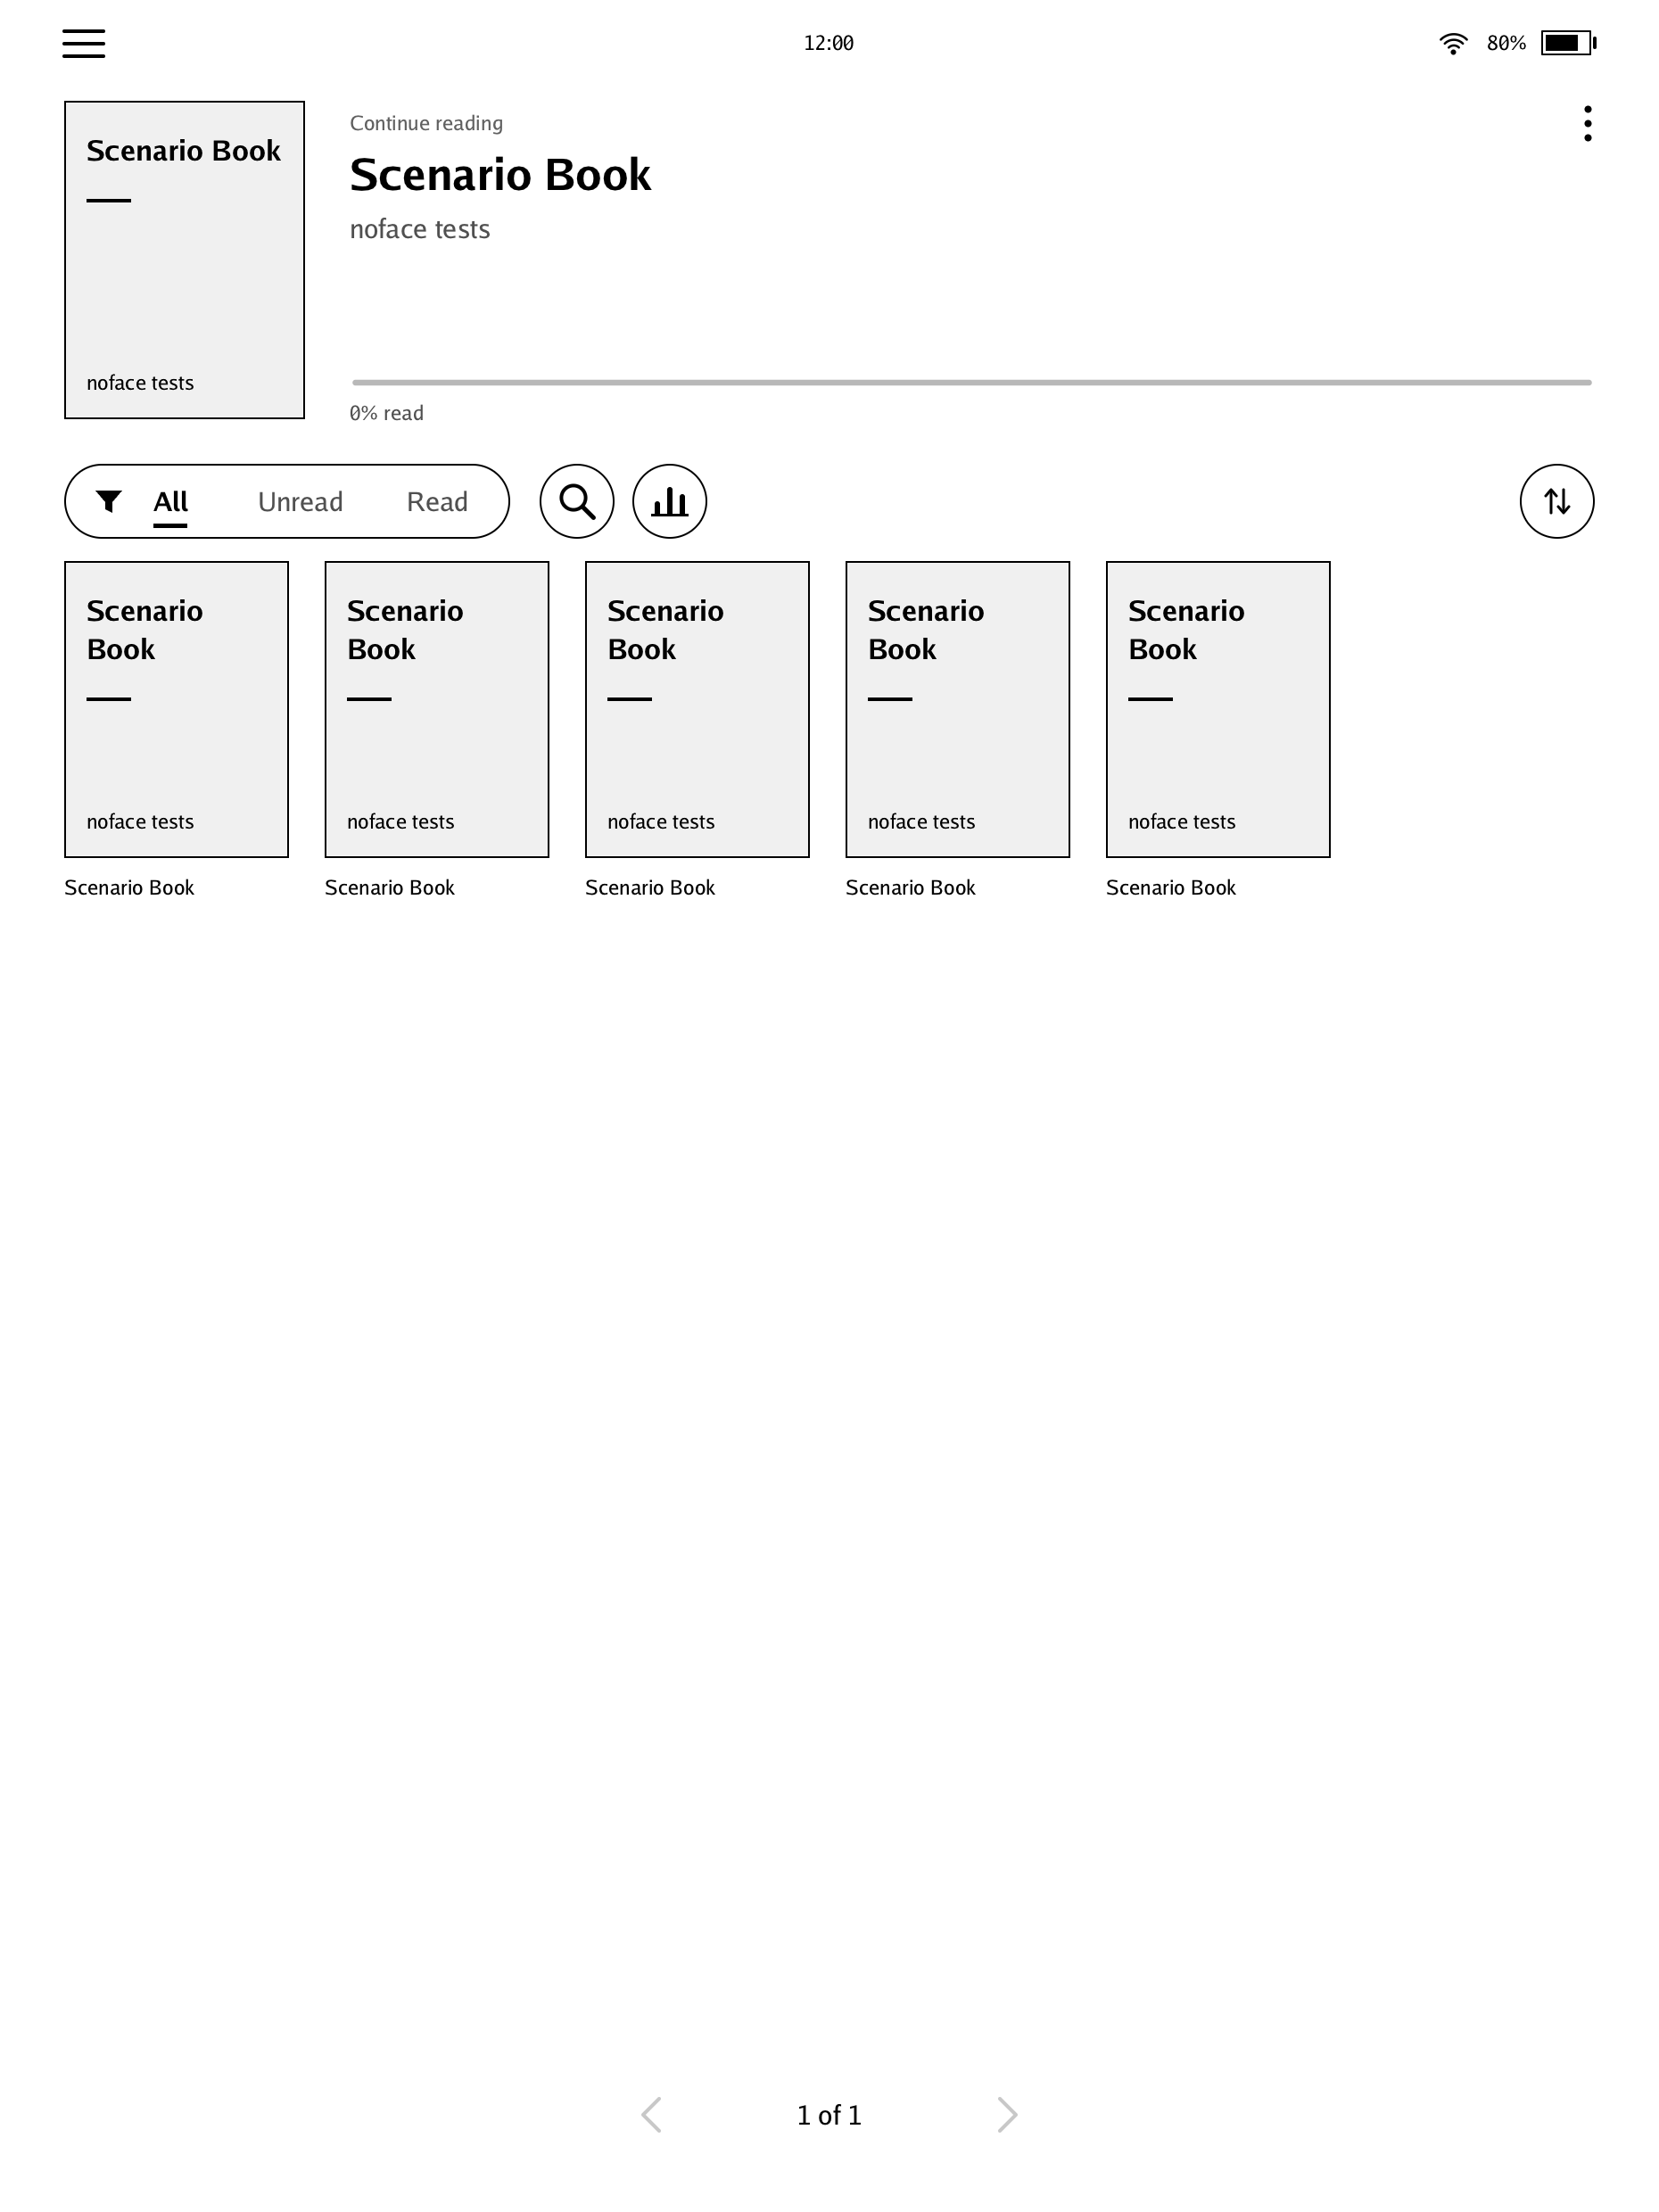 12:00
80%
Scenario Book
noface tests
Continue reading
Scenario Book
noface tests
0% read
All Unread Read
Scenario
Book
noface tests
Scenario Book
Scenario
Book
noface tests
Scenario Book
Scenario
Book
noface tests
Scenario Book
Scenario
Book
noface tests
Scenario Book
Scenario
Book
noface tests
Scenario Book
1 of 1